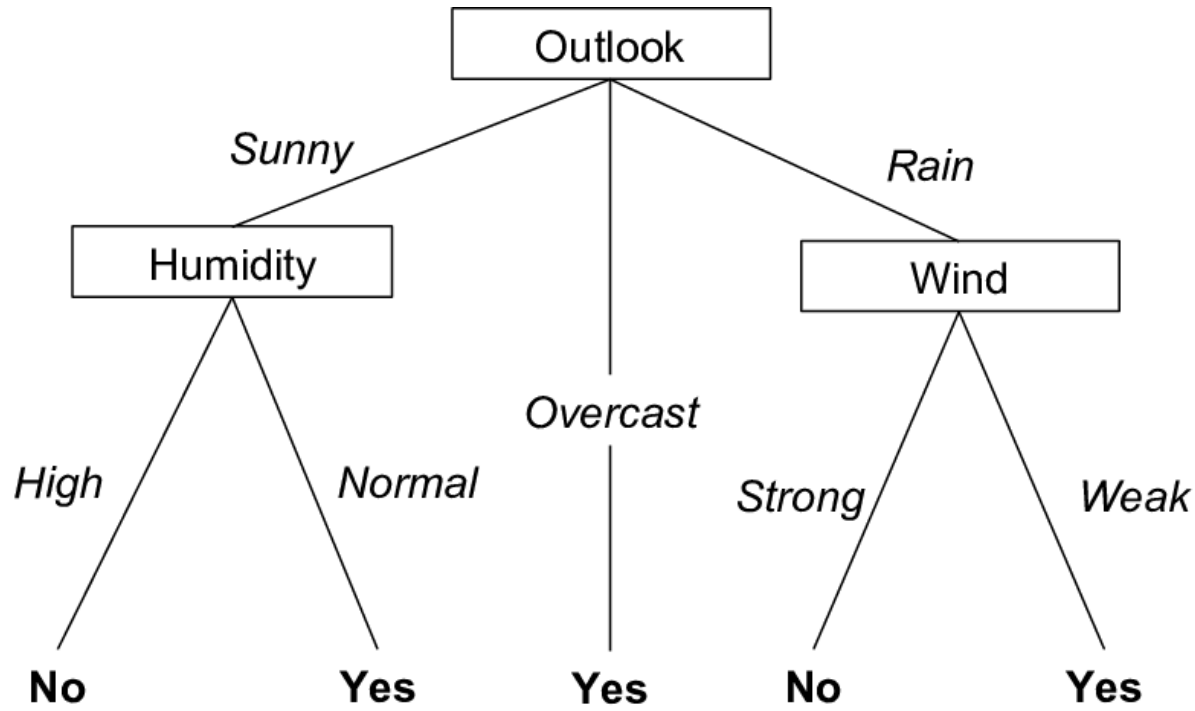 Outlook
Sunny
Rain
Humidity
Wind
Overcast
High
Normal
Strong
Weak
No
Yes
Yes
No
Yes